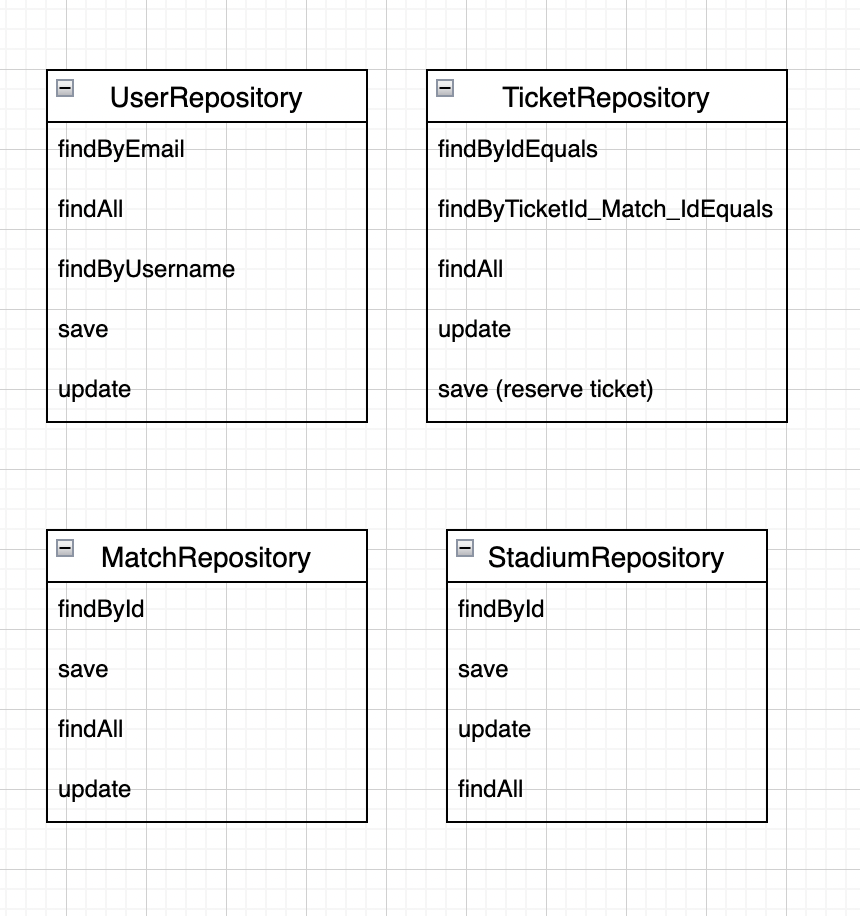 UserRepository
findByEmail
findAll
findByUsername
save
update
TicketRepository
findByIdEquals
findByTicketId_Match_IdEquals
findAll
update
save (reserve ticket)
MatchRepository
findById
save
findAll
update
StadiumRepository
findById
save
update
findAll